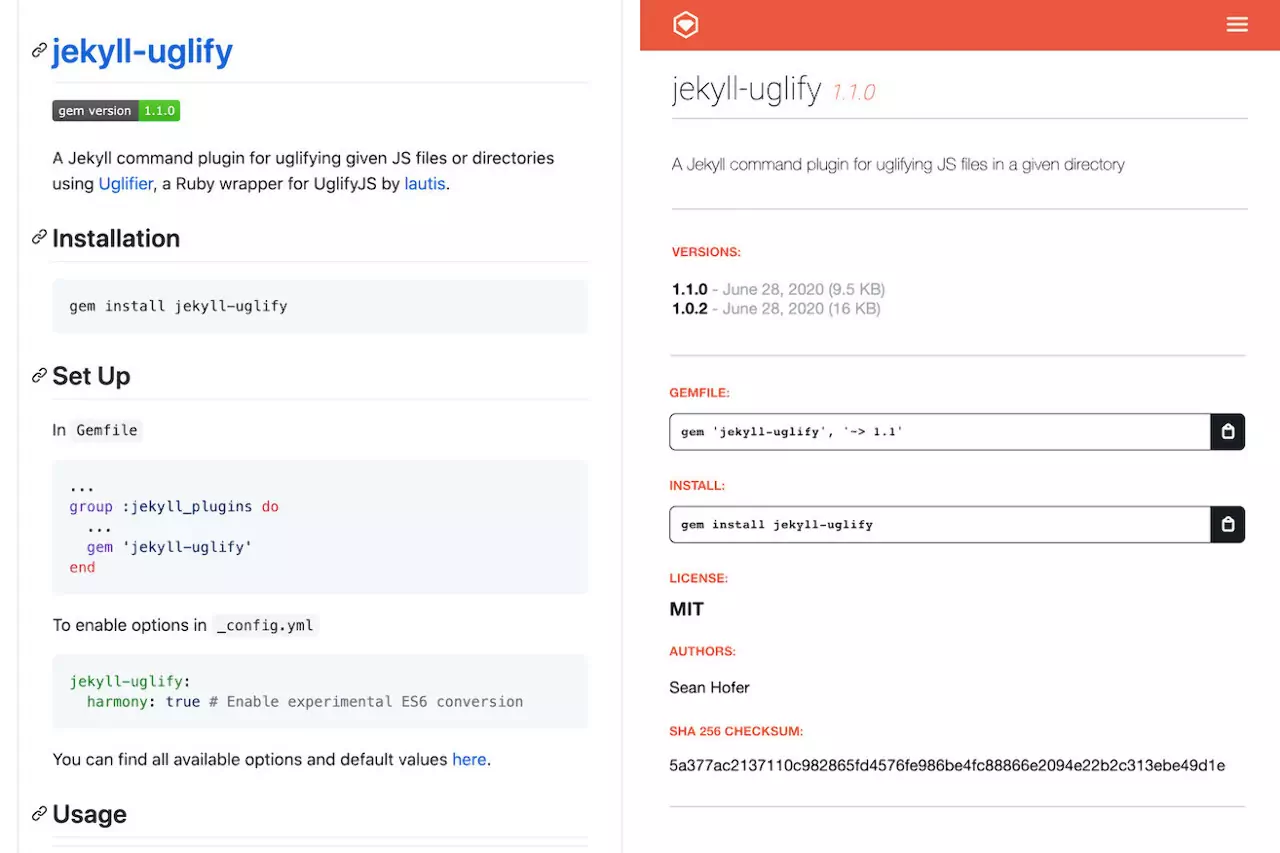 jekyll-uglify
gem version 1.1.0
A Jekyll command plugin for uglifying given JS files or directories
using Uglifier, a Ruby wrapper for UglifyJS by lautis.
Installation
gem install jekyll-uglify
Set Up
In Gemfile
...
group :jekyll_plugins do
  ...
  gem 'jekyll-uglify'
end
To enable options in _config.yml
jekyll-uglify:
  harmony: true # Enable experimental ES6 conversion
You can find all available options and default values here.
Usage
jekyll-uglify 1.1.0
A Jekyll command plugin for uglifying JS files in a given directory
VERSIONS:
1.1.0 - June 28, 2020 (9.5 KB)
1.0.2 - June 28, 2020 (16 KB)
GEMFILE:
gem 'jekyll-uglify', '~> 1.1'
INSTALL:
gem install jekyll-uglify
LICENSE:
MIT
AUTHORS:
Sean Hofer
SHA 256 CHECKSUM:
5a377ac2137110c982865fd4576fe986be4fc88866e2094e22b2c313ebe49d1e